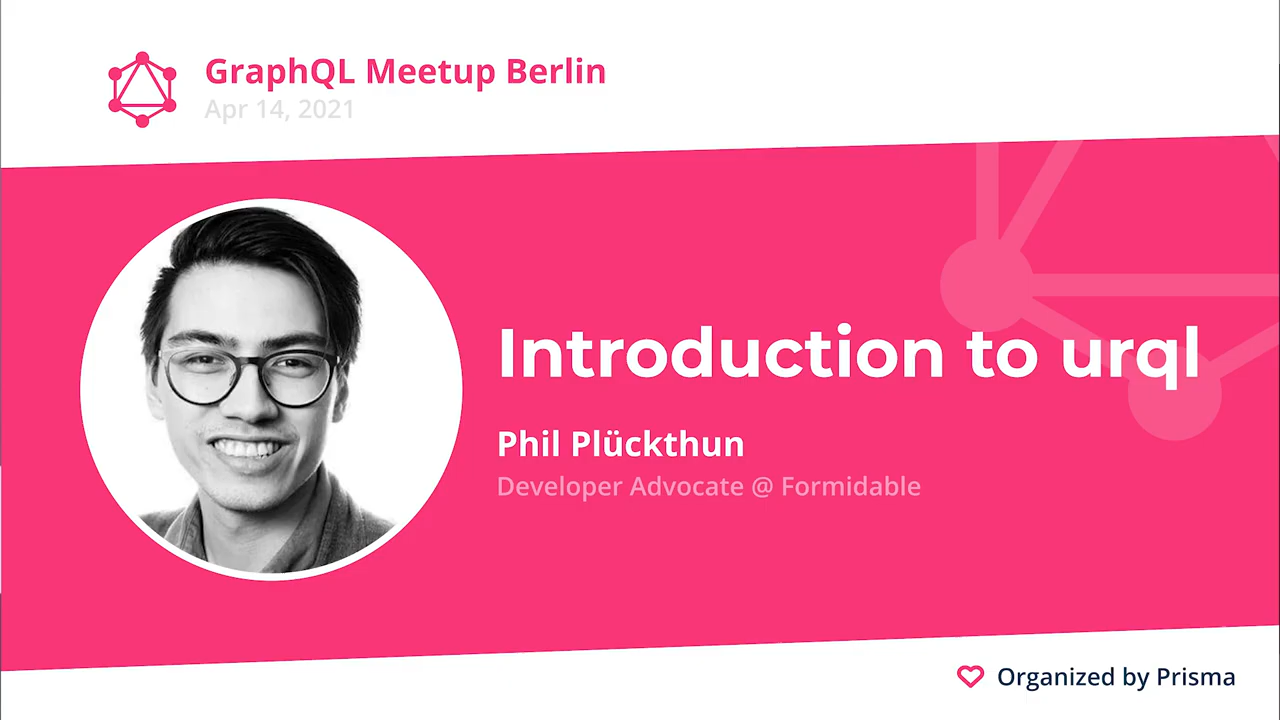 GraphQL Meetup Berlin
Apr 14, 2021
Introduction to urql
Phil Plückthun
Developer Advocate @ Formidable
Organized by Prisma